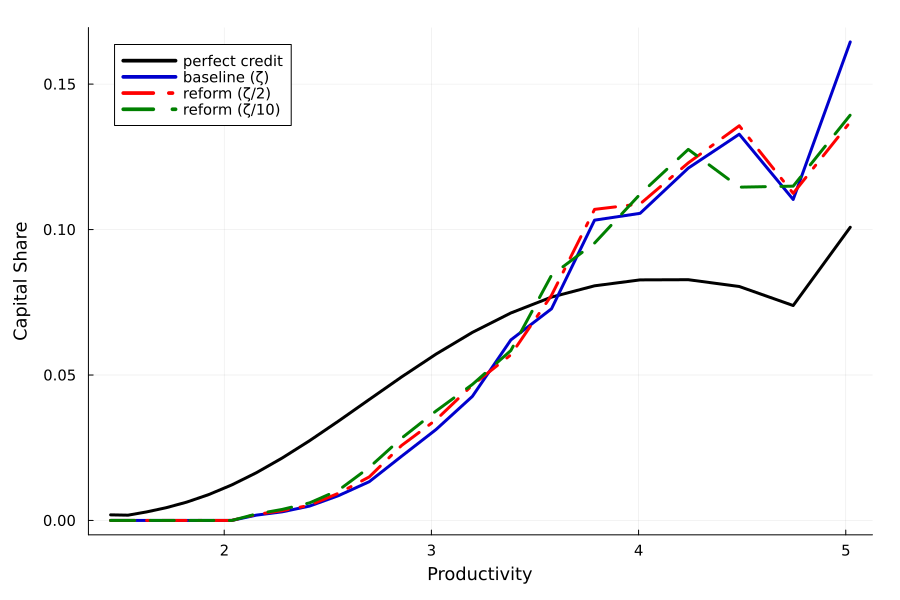 perfect credit
baseline (ζ)
reform (ζ/2)
reform (ζ/10)
0.15
0.10
0.05
0.00
Capital Share
2 3 4 5
Productivity